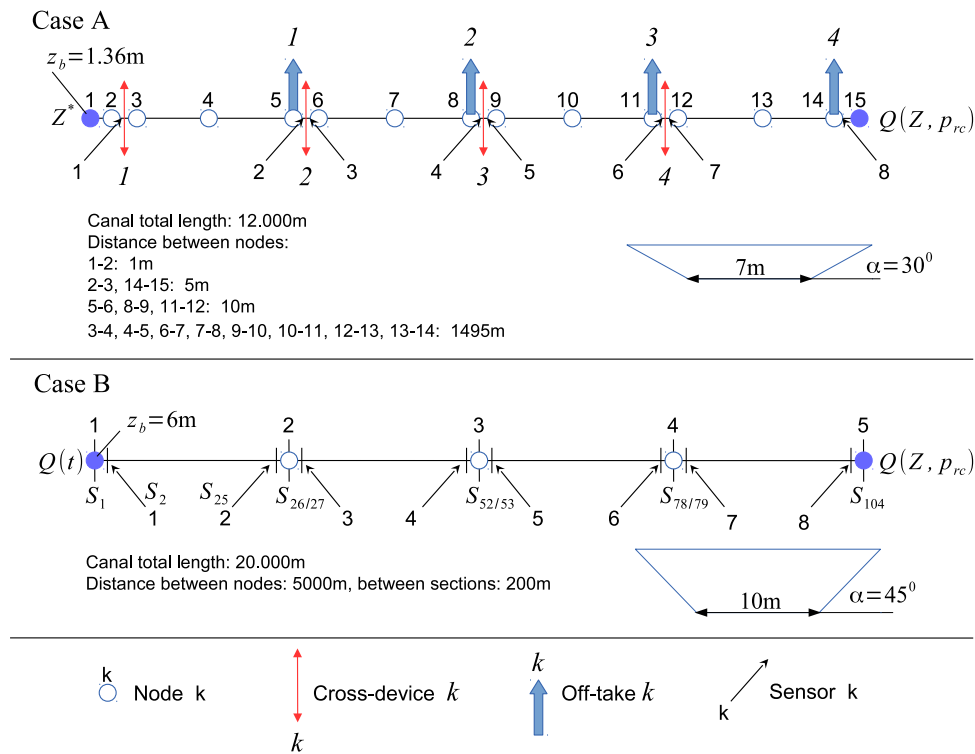 Case A
z_b=1.36m
1 2 3 4
Z* 1 2 3 4 5 6 7 8 9 10 11 12 13 14 15 Q(Z, p_rc)
1 1 2 2 3 4 3 5 6 4 7 8
Canal total length: 12.000m
Distance between nodes:
1-2: 1m
2-3, 14-15: 5m
5-6, 8-9, 11-12: 10m
3-4, 4-5, 6-7, 7-8, 9-10, 10-11, 12-13, 13-14: 1495m
7m
α=30⁰
Case B
z_b=6m
1 2 3 4 5
Q(t) Q(Z, p_rc)
S_1 S_2 S_25 S_26/27 S_52/53 S_78/79 S_104
1 2 3 4 5 6 7 8
Canal total length: 20.000m
Distance between nodes: 5000m, between sections: 200m
10m
α=45⁰
k Node k
Cross-device k
k
k Off-take k
Sensor k
k